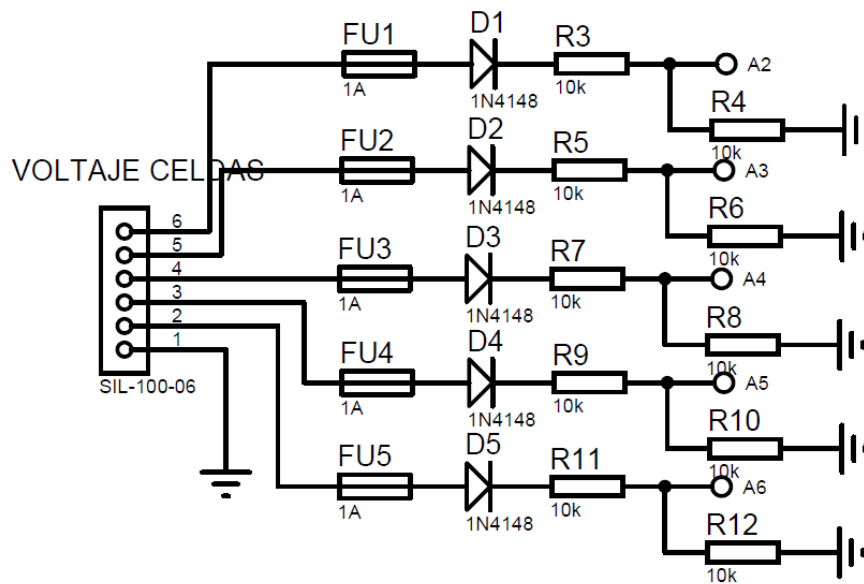 FU1
1A
D1
1N4148
R3
10k
A2
R4
10k
VOLTAJE CELDAS
FU2
1A
D2
1N4148
R5
10k
A3
R6
10k
6
5
4
3
2
1
SIL-100-06
FU3
1A
D3
1N4148
R7
10k
A4
R8
10k
FU4
1A
D4
1N4148
R9
10k
A5
R10
10k
FU5
1A
D5
1N4148
R11
10k
A6
R12
10k